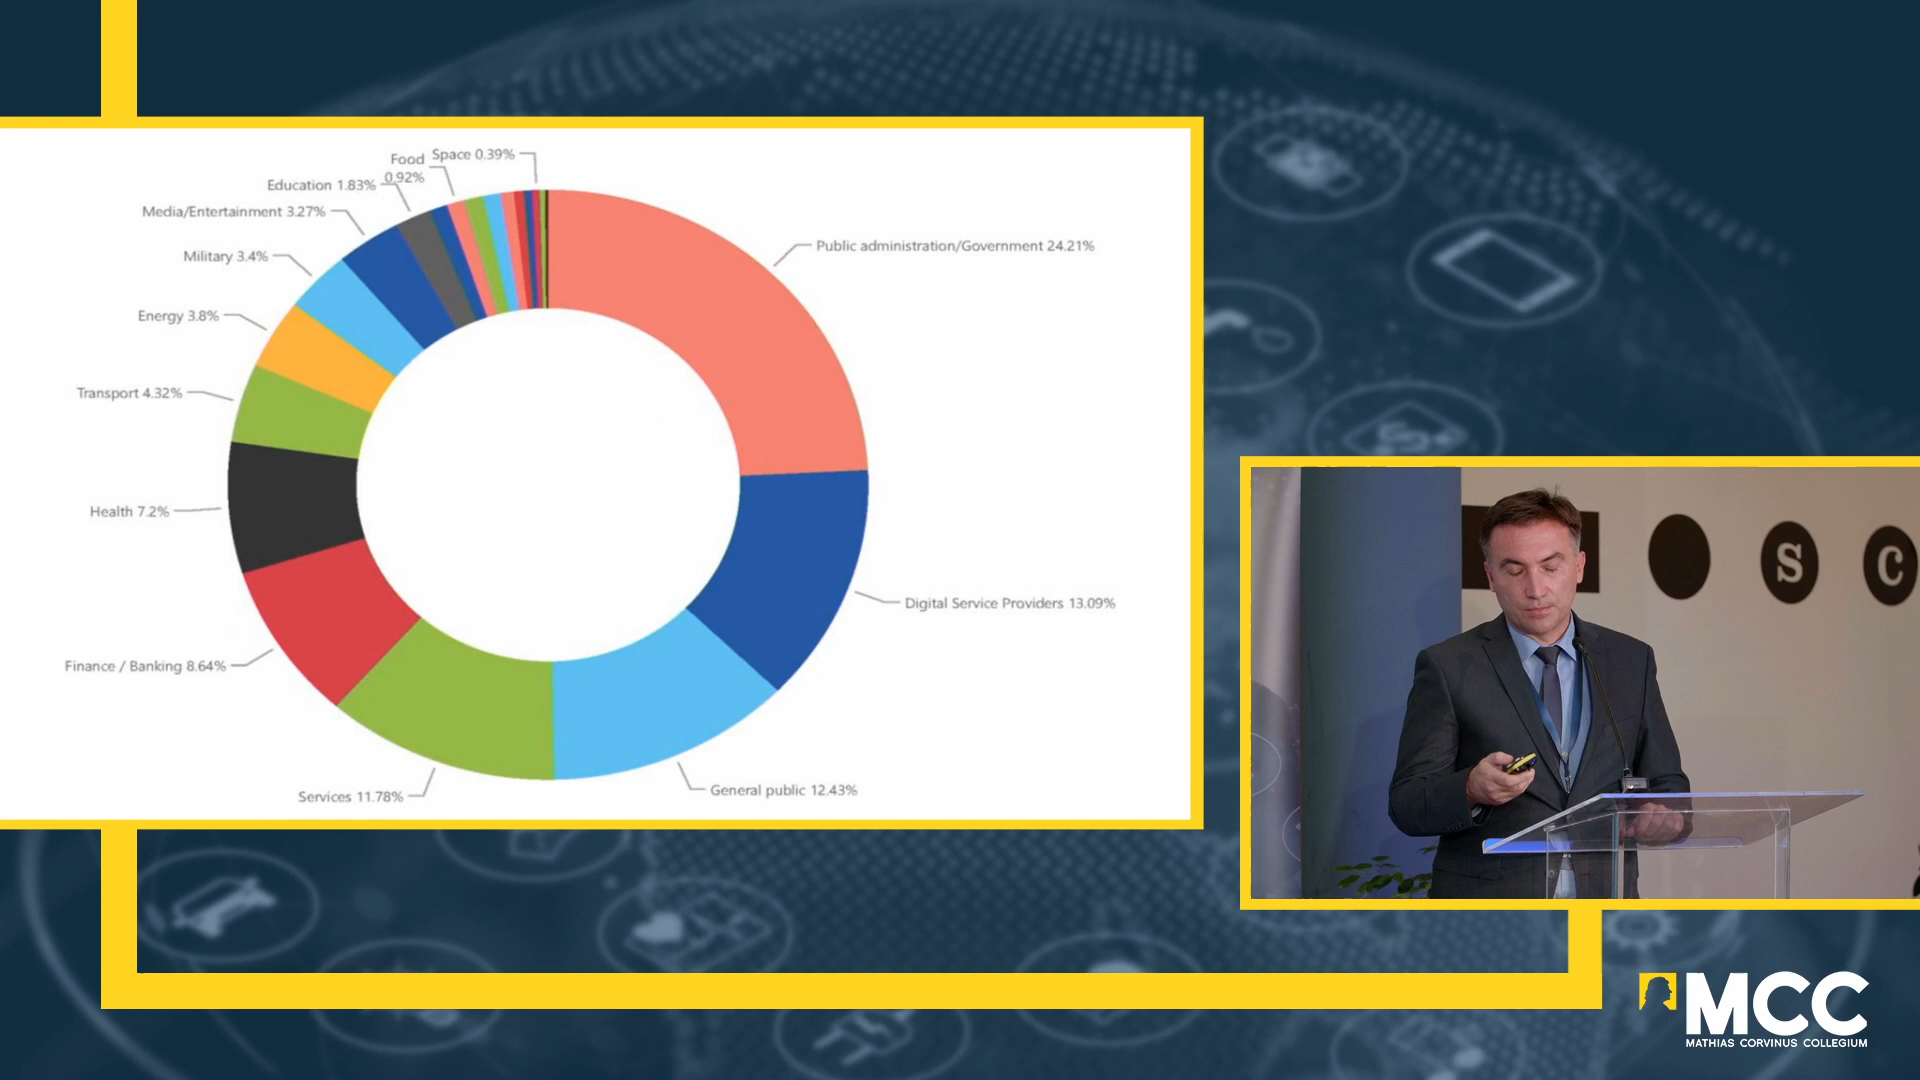 Space 0.39%
Food
0.92%
Education 1.83%
Media/Entertainment 3.27%
Public administration/Government 24.21%
Military 3.4%
Energy 3.8%
Transport 4.32%
Health 7.2%
Digital Service Providers 13.09%
Finance / Banking 8.64%
General public 12.43%
Services 11.78%
S C
MCC
MATHIAS CORVINUS COLLEGIUM